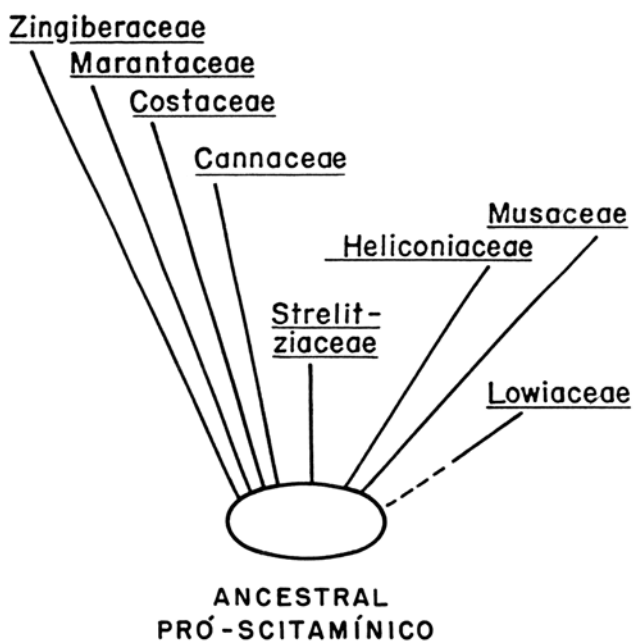 Zingiberaceae
Marantaceae
Costaceae
Cannaceae
Musaceae
Heliconiaceae
Strelit-
ziaceae
Lowiaceae
ANCESTRAL
PRÓ-SCITAMÍNICO